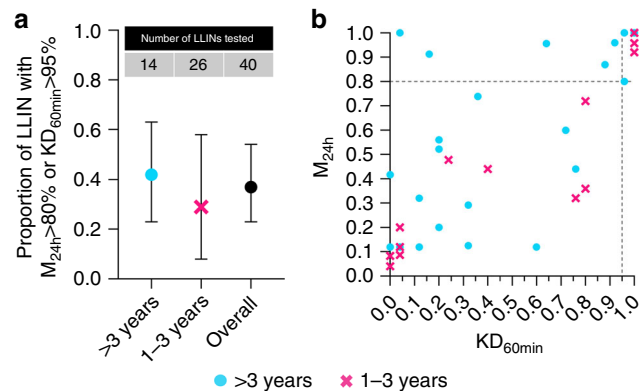 a
Number of LLINs tested
14 26 40
Proportion of LLIN with
M24h>80% or KD60min>95%
1.0
0.8
0.6
0.4
0.2
0.0
>3 years
1–3 years
Overall
b
M24h
1.0
0.9
0.8
0.7
0.6
0.5
0.4
0.3
0.2
0.1
0.0
0.0 0.1 0.2 0.3 0.4 0.5 0.6 0.7 0.8 0.9 1.0
KD60min
>3 years 1–3 years